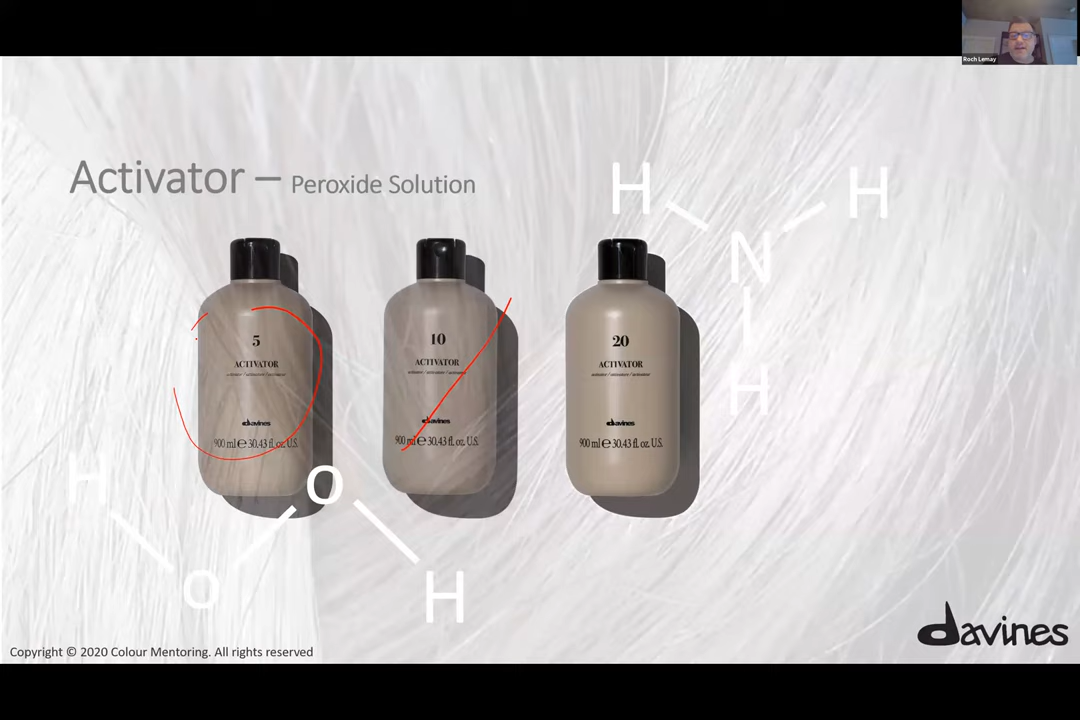 Roch Lemay
Activator – Peroxide Solution
H
H
N
H
5
ACTIVATOR
davines
900 ml ℮ 30.43 fl. oz. U.S.
10
ACTIVATOR
davines
900 ml ℮ 30.43 fl. oz. U.S.
20
ACTIVATOR
davines
900 ml ℮ 30.43 fl. oz. U.S.
H
O
O
H
davines
Copyright © 2020 Colour Mentoring. All rights reserved